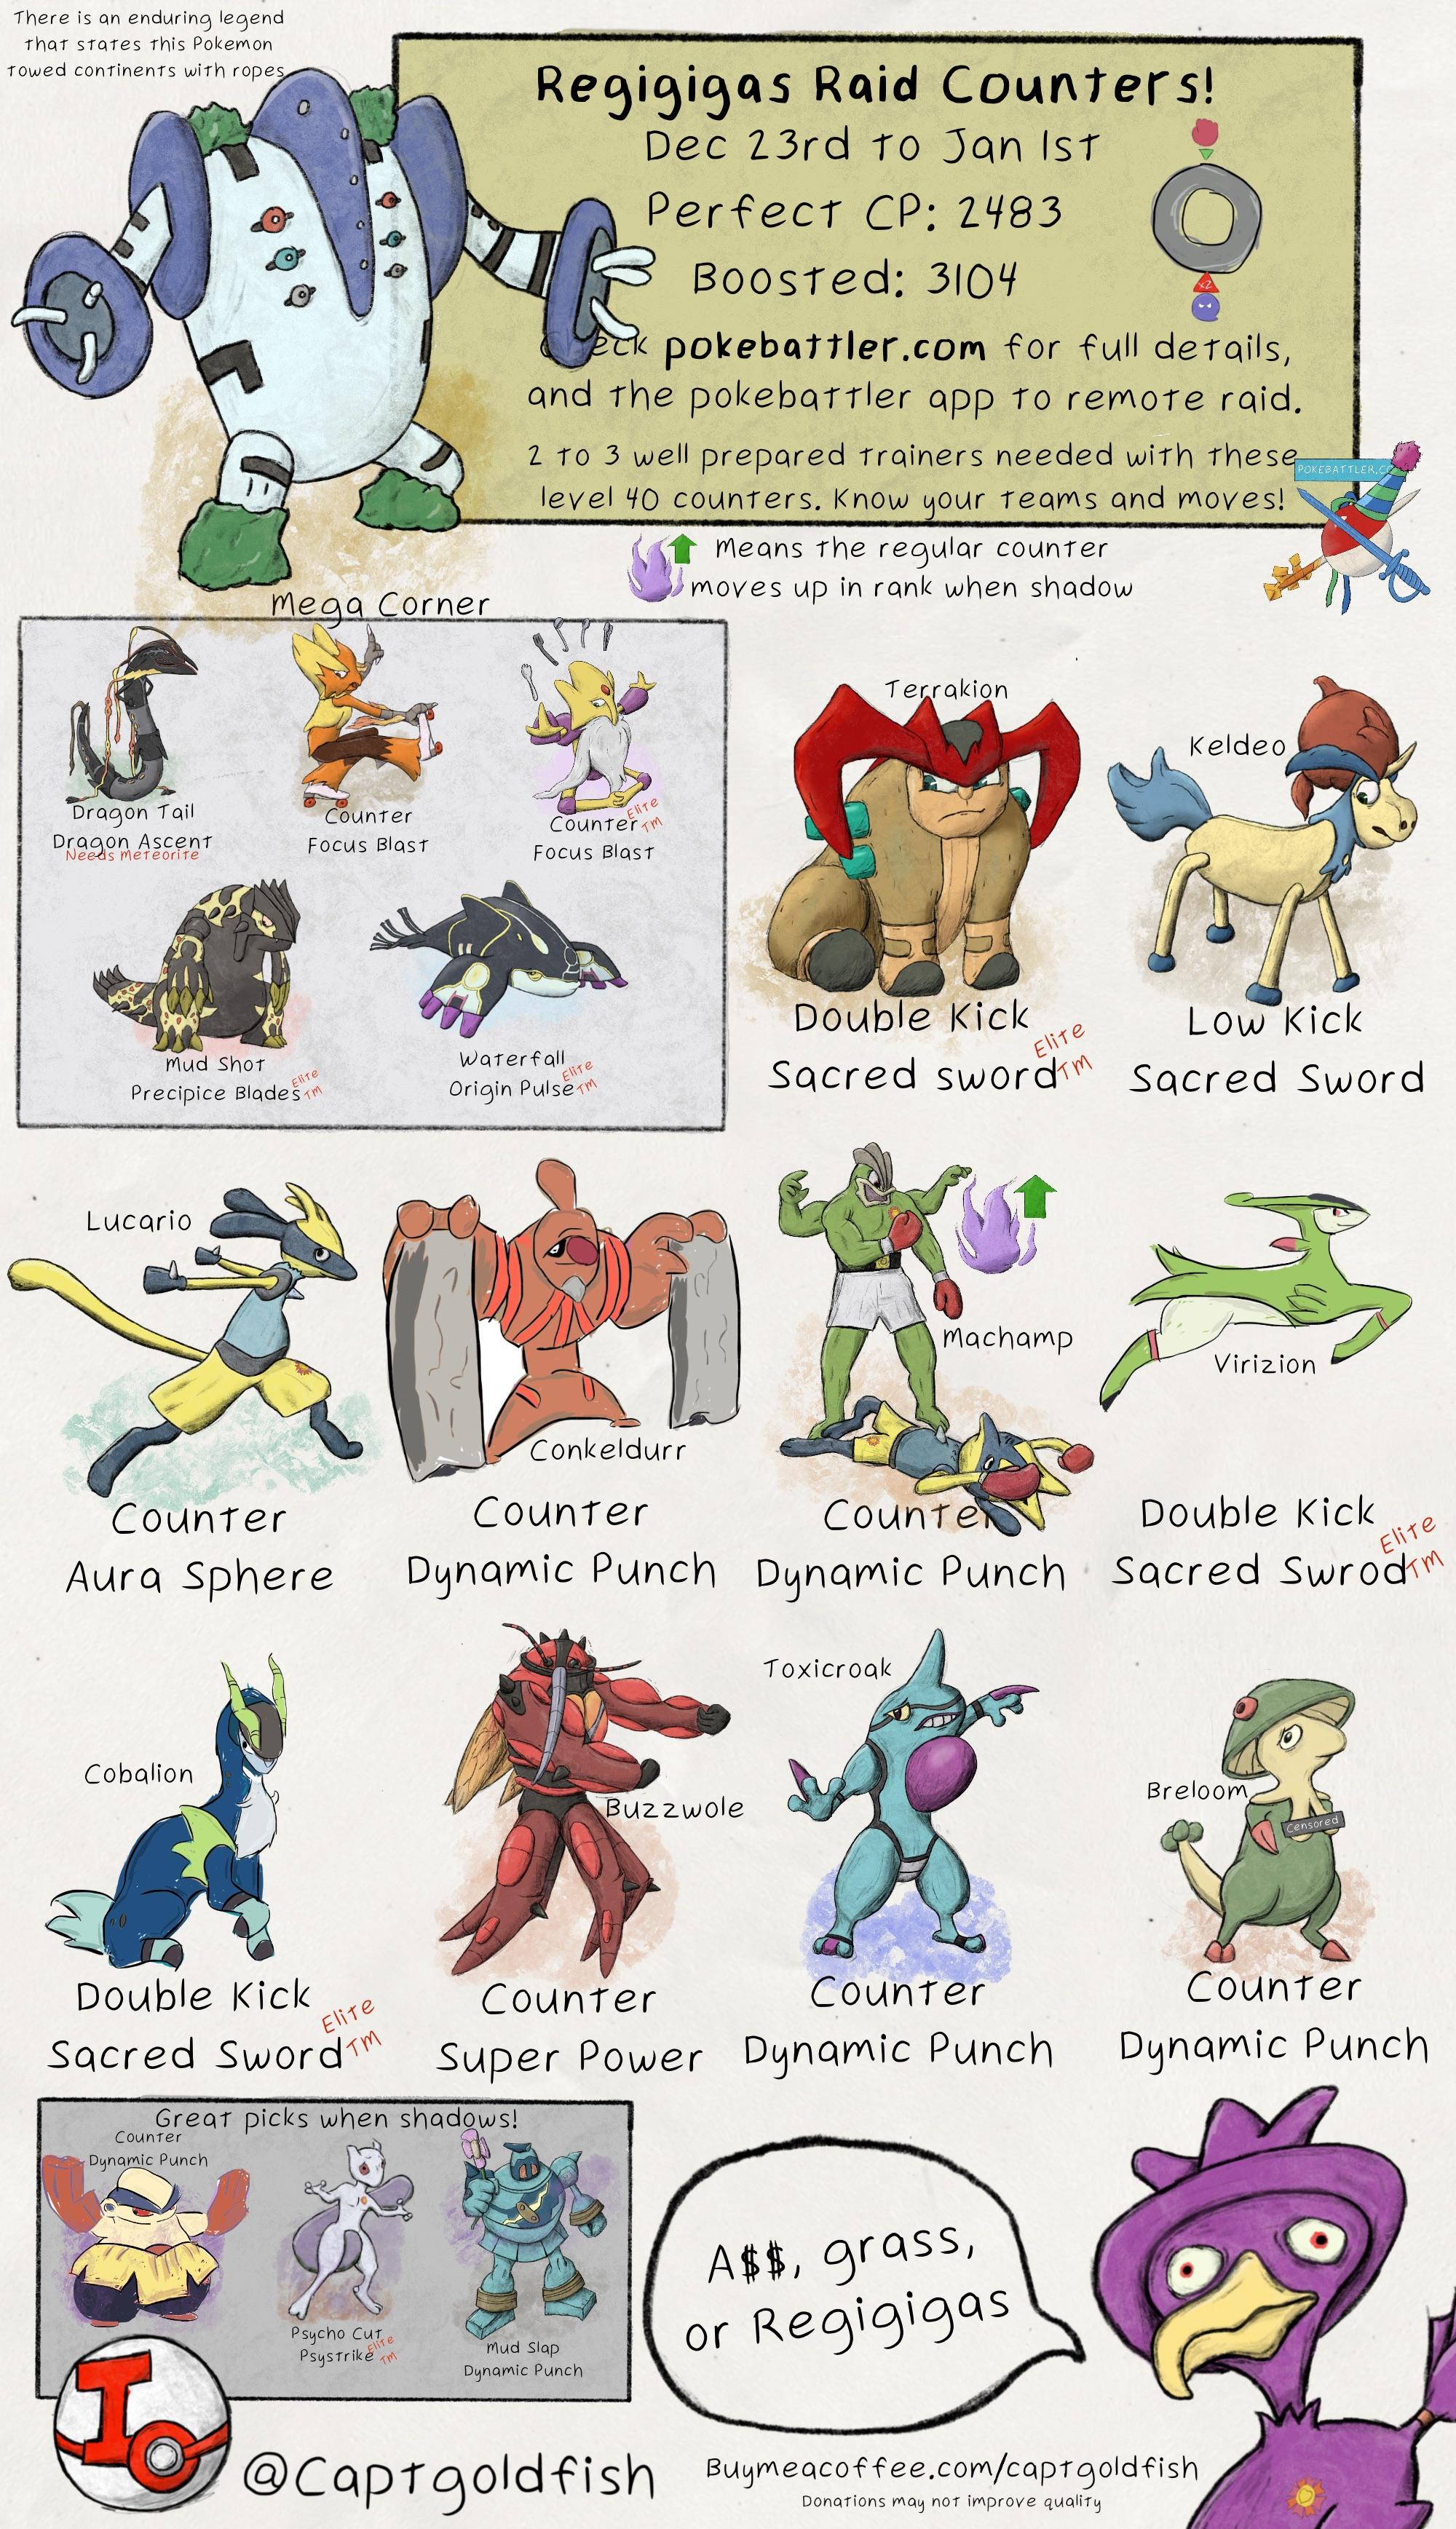 There is an enduring legend
that states this Pokemon
towed continents with ropes
Regigigas Raid Counters!
Dec 23rd to Jan 1st
Perfect CP: 2483
Boosted: 3104
x2
pokebattler.com for full details,
and the pokebattler app to remote raid.
2 to 3 well prepared trainers needed with these
level 40 counters. Know your teams and moves!
means the regular counter
moves up in rank when shadow
Mega Corner
Dragon Tail
Dragon Ascent
Needs Meteorite
Counter
Focus Blast
Counter
Elite TM
Focus Blast
Mud Shot
Precipice Blades
Elite TM
Waterfall
Origin Pulse
Elite TM
Terrakion
Double Kick
Sacred sword
Elite TM
Keldeo
Low Kick
Sacred Sword
Lucario
Counter
Aura Sphere
Conkeldurr
Counter
Dynamic Punch
Machamp
Counter
Dynamic Punch
Virizion
Double Kick
Sacred Swrod
Elite TM
Cobalion
Double Kick
Sacred Sword
Elite TM
Buzzwole
Counter
Super Power
Toxicroak
Counter
Dynamic Punch
Breloom
Censored
Counter
Dynamic Punch
Great picks when shadows!
Counter
Dynamic Punch
Psycho Cut
Psystrike
Elite TM
Mud Slap
Dynamic Punch
A$$, grass,
or Regigigas
I
@Captgoldfish
Buymeacoffee.com/captgoldfish
Donations may not improve quality